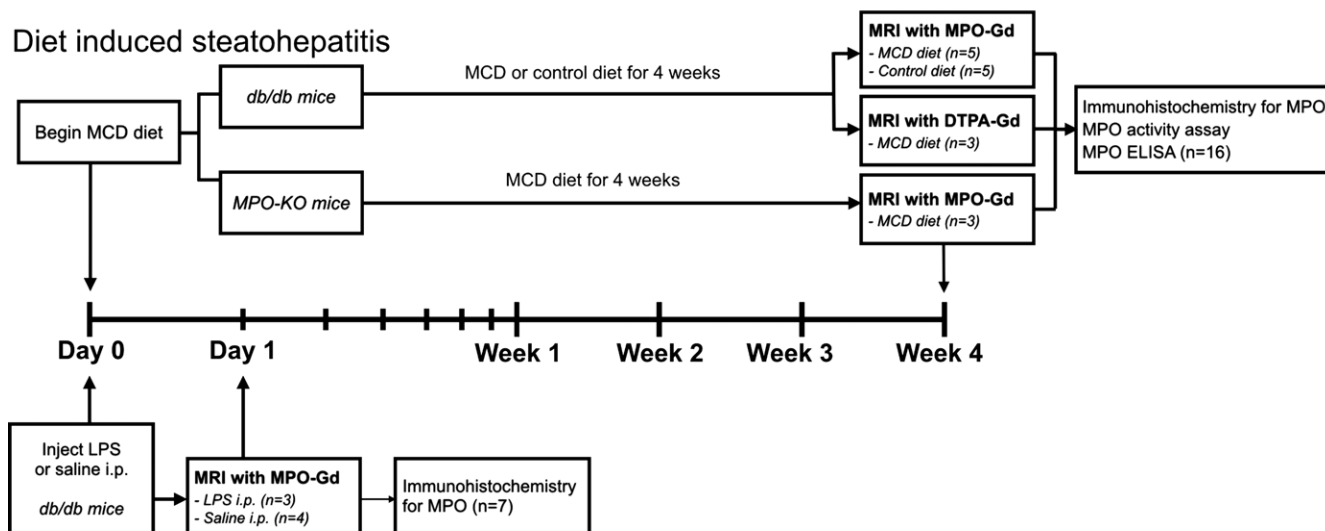 Diet induced steatohepatitis
Begin MCD diet
db/db mice
MPO-KO mice
MCD or control diet for 4 weeks
MCD diet for 4 weeks
MRI with MPO-Gd
- MCD diet (n=5)
- Control diet (n=5)
MRI with DTPA-Gd
- MCD diet (n=3)
MRI with MPO-Gd
- MCD diet (n=3)
Immunohistochemistry for MPO
MPO activity assay
MPO ELISA (n=16)
Day 0
Day 1
Week 1
Week 2
Week 3
Week 4
Inject LPS
or saline i.p.
db/db mice
MRI with MPO-Gd
- LPS i.p. (n=3)
- Saline i.p. (n=4)
Immunohistochemistry
for MPO (n=7)